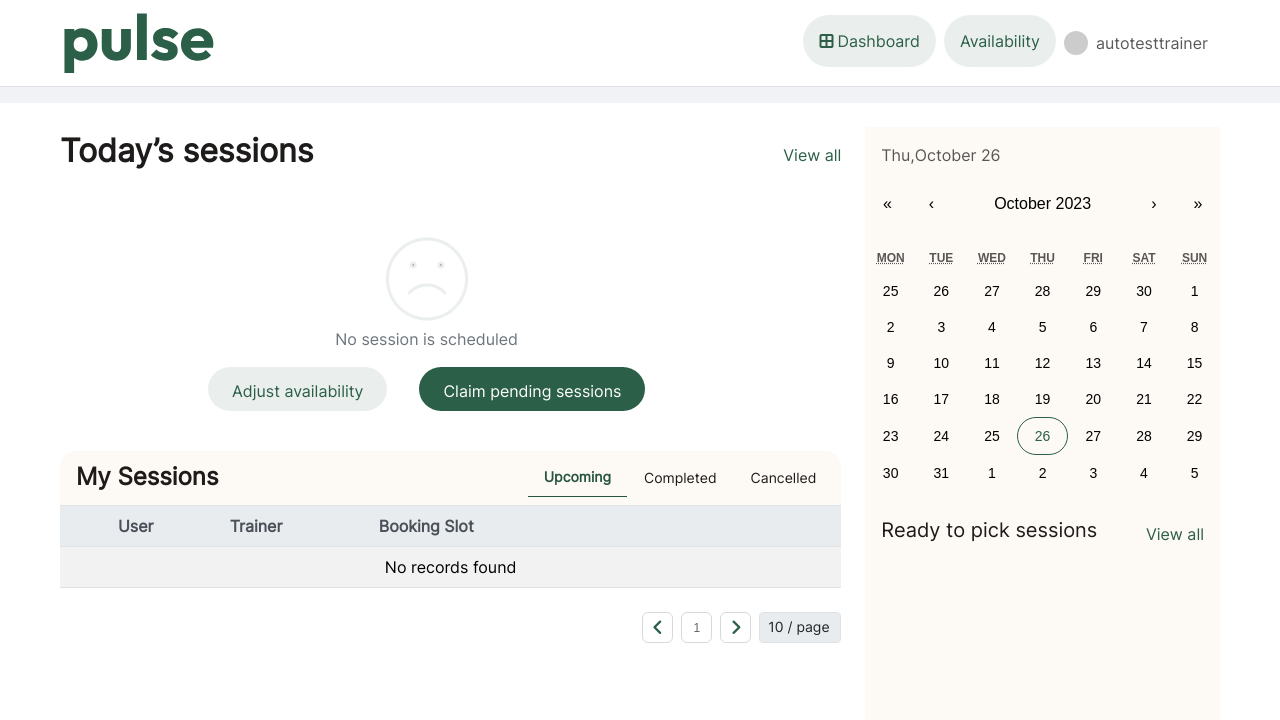 pulse
Dashboard
Availability
autotesttrainer
Today’s sessions
View all
No session is scheduled
Adjust availability
Claim pending sessions
My Sessions
Upcoming
Completed
Cancelled
User Trainer Booking Slot
No records found
1
10 / page
Thu,October 26
« ‹ October 2023 › »
MON TUE WED THU FRI SAT SUN
25 26 27 28 29 30 1
2 3 4 5 6 7 8
9 10 11 12 13 14 15
16 17 18 19 20 21 22
23 24 25 26 27 28 29
30 31 1 2 3 4 5
Ready to pick sessions
View all